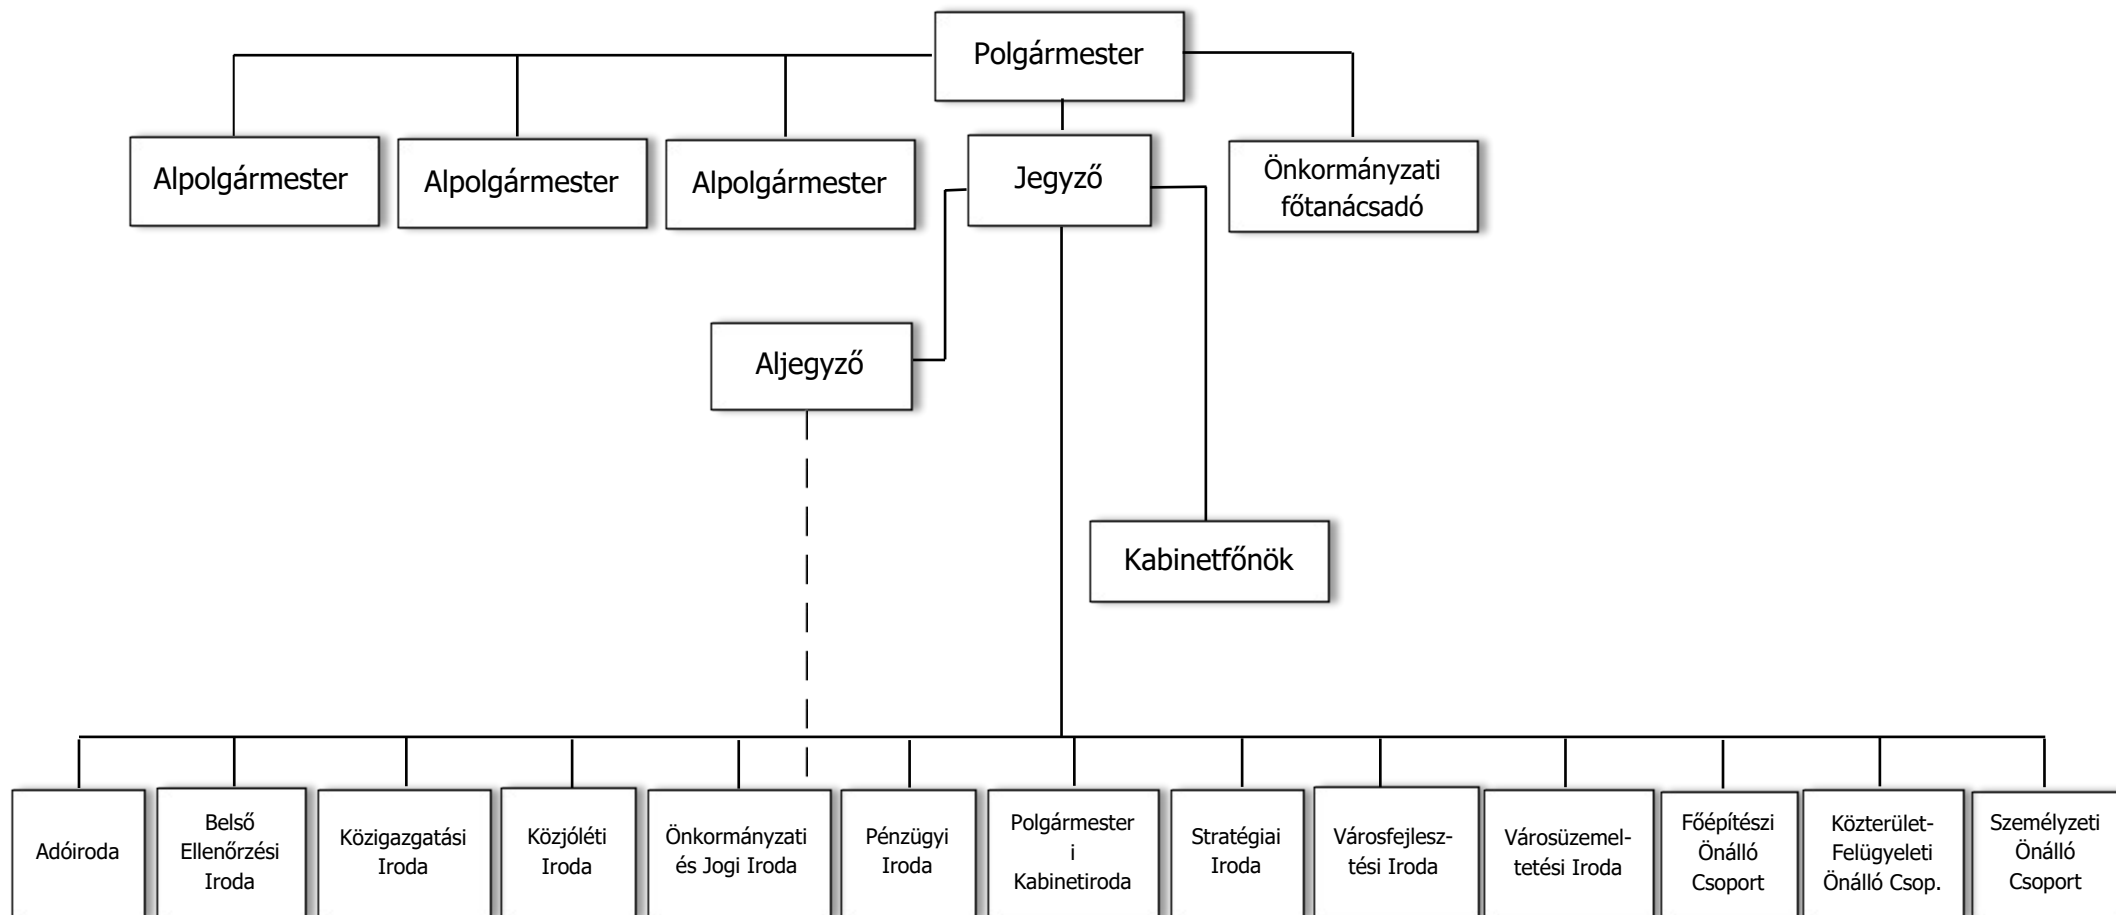 Polgármester
Alpolgármester
Alpolgármester
Alpolgármester
Jegyző
Önkormányzati
főtanácsadó
Aljegyző
Kabinetfőnök
Adóiroda
Belső
Ellenőrzési
Iroda
Közigazgatási
Iroda
Közjóléti
Iroda
Önkormányzati
és Jogi Iroda
Pénzügyi
Iroda
Polgármester
i
Kabinetiroda
Stratégiai
Iroda
Városfejlesz-
tési Iroda
Városüzemel-
tetési Iroda
Főépítészi
Önálló
Csoport
Közterület-
Felügyeleti
Önálló Csop.
Személyzeti
Önálló
Csoport